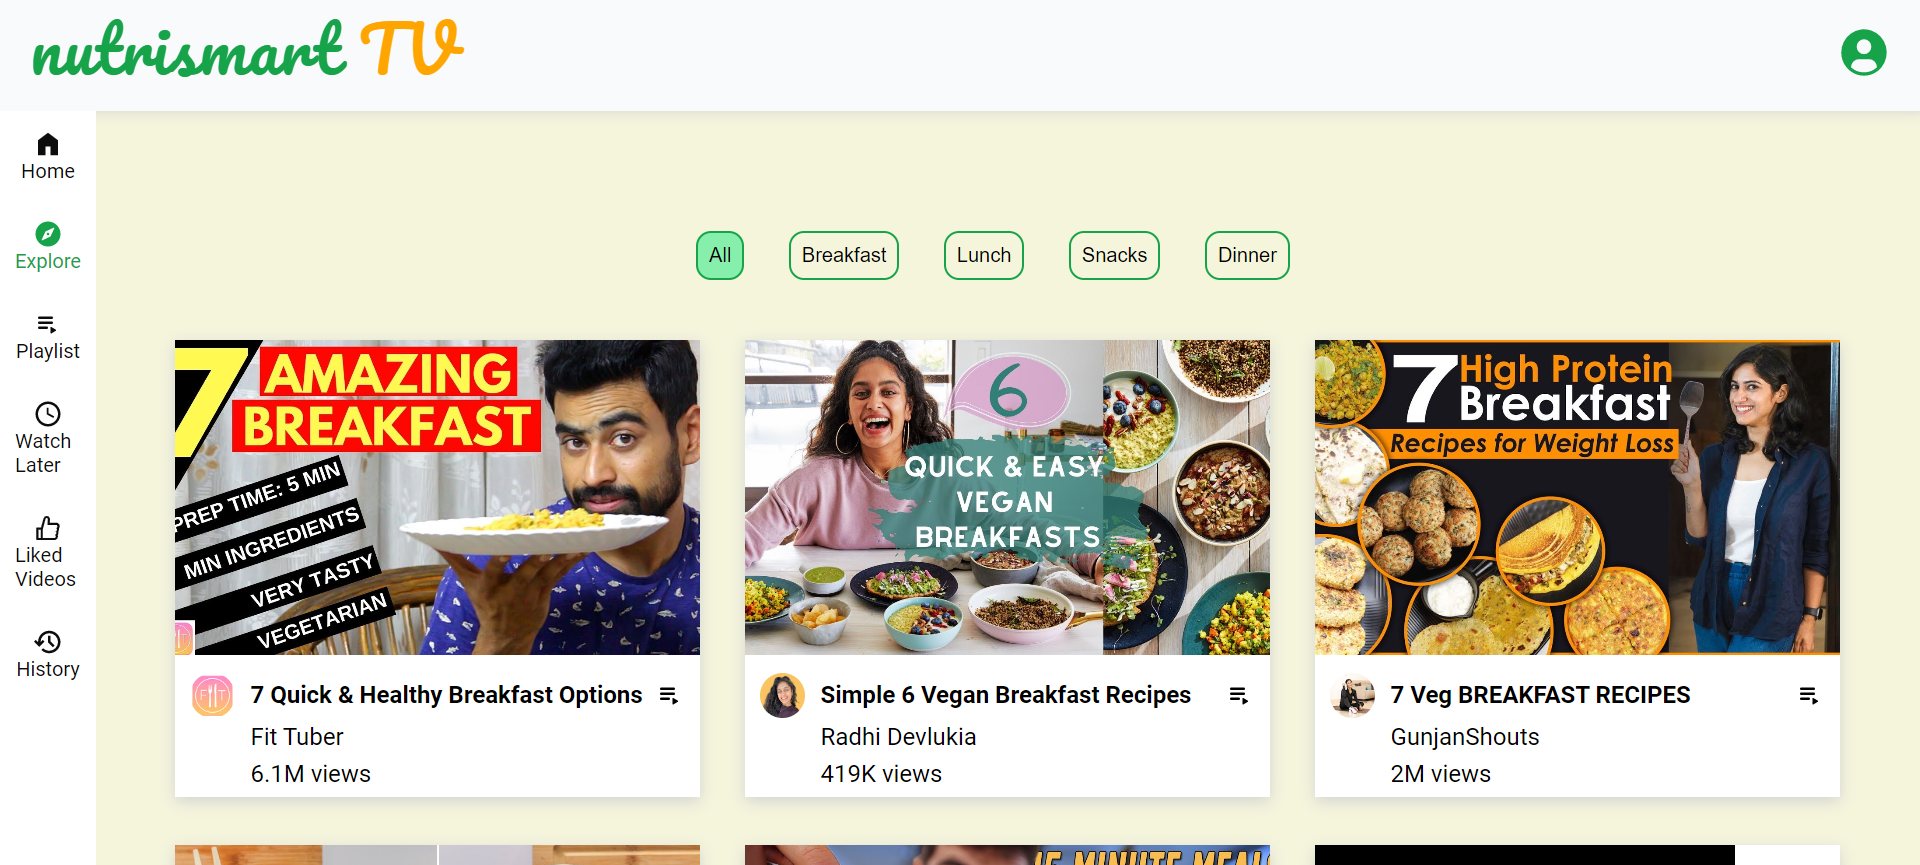 nutrismart TV
Home
Explore
Playlist
Watch
Later
Liked
Videos
History
All
Breakfast
Lunch
Snacks
Dinner
7 AMAZING
BREAKFAST
PREP TIME: 5 MIN
MIN INGREDIENTS
VERY TASTY
VEGETARIAN
7 Quick & Healthy Breakfast Options
Fit Tuber
6.1M views
6
QUICK & EASY
VEGAN
BREAKFASTS
Simple 6 Vegan Breakfast Recipes
Radhi Devlukia
419K views
7 High Protein
Breakfast
Recipes for Weight Loss
7 Veg BREAKFAST RECIPES
GunjanShouts
2M views
15 MINUTE MEALS